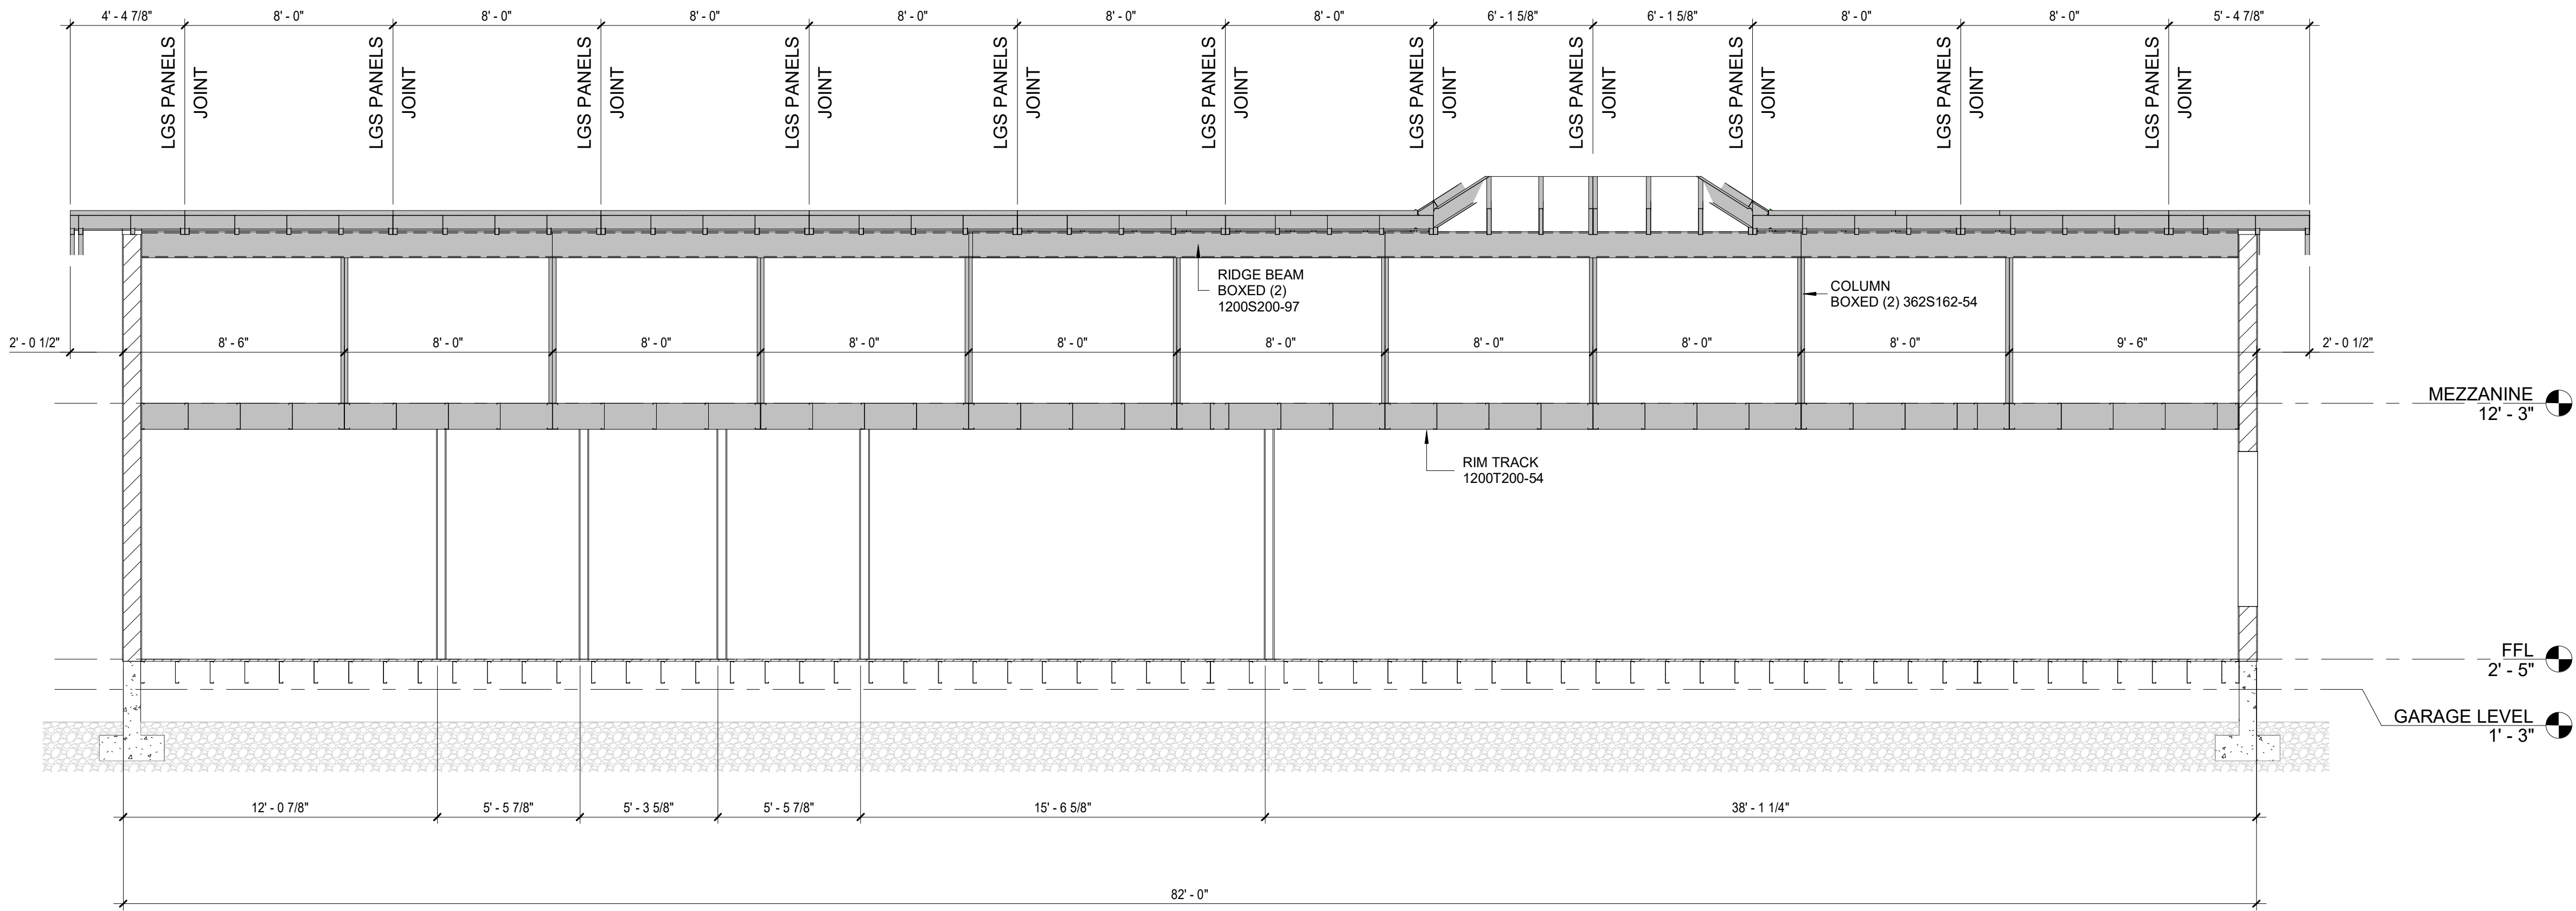 4' - 4 7/8" 8' - 0" 8' - 0" 8' - 0" 8' - 0" 8' - 0" 8' - 0" 6' - 1 5/8" 6' - 1 5/8" 8' - 0" 8' - 0" 5' - 4 7/8"
LGS PANELS
JOINT
LGS PANELS
JOINT
LGS PANELS
JOINT
LGS PANELS
JOINT
LGS PANELS
JOINT
LGS PANELS
JOINT
LGS PANELS
JOINT
LGS PANELS
JOINT
LGS PANELS
JOINT
LGS PANELS
JOINT
LGS PANELS
JOINT
RIDGE BEAM
BOXED (2)
1200S200-97
COLUMN
BOXED (2) 362S162-54
2' - 0 1/2" 8' - 6" 8' - 0" 8' - 0" 8' - 0" 8' - 0" 8' - 0" 8' - 0" 8' - 0" 8' - 0" 9' - 6" 2' - 0 1/2"
MEZZANINE
12' - 3"
RIM TRACK
1200T200-54
FFL
2' - 5"
GARAGE LEVEL
1' - 3"
12' - 0 7/8" 5' - 5 7/8" 5' - 3 5/8" 5' - 5 7/8" 15' - 6 5/8" 38' - 1 1/4"
82' - 0"